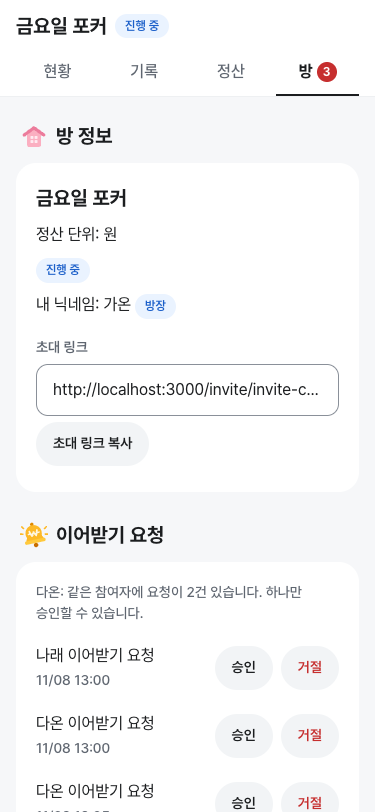 금요일 포커 진행 중
현황 기록 정산 방 3
방 정보
금요일 포커
정산 단위: 원
진행 중
내 닉네임: 가온 방장
초대 링크
http://localhost:3000/invite/invite-c...
초대 링크 복사
이어받기 요청
다온: 같은 참여자에 요청이 2건 있습니다. 하나만
승인할 수 있습니다.
나래 이어받기 요청 승인 거절
11/08 13:00
다온 이어받기 요청 승인 거절
11/08 13:00
다온 이어받기 요청 승인 거절